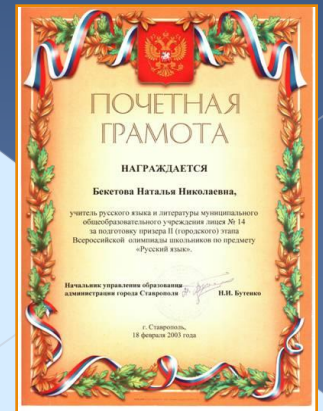 ПОЧЕТНАЯ
ГРАМОТА
НАГРАЖДАЕТСЯ
Бекетова Наталья Николаевна,
учитель русского языка и литературы муниципального
общеобразовательного учреждения лицея № 14
за подготовку призера II (городского) этапа
Всероссийской олимпиады школьников по предмету
«Русский язык».
Начальник управления образования
администрации города Ставрополя Н.И. Бутенко
г. Ставрополь,
18 февраля 2003 года